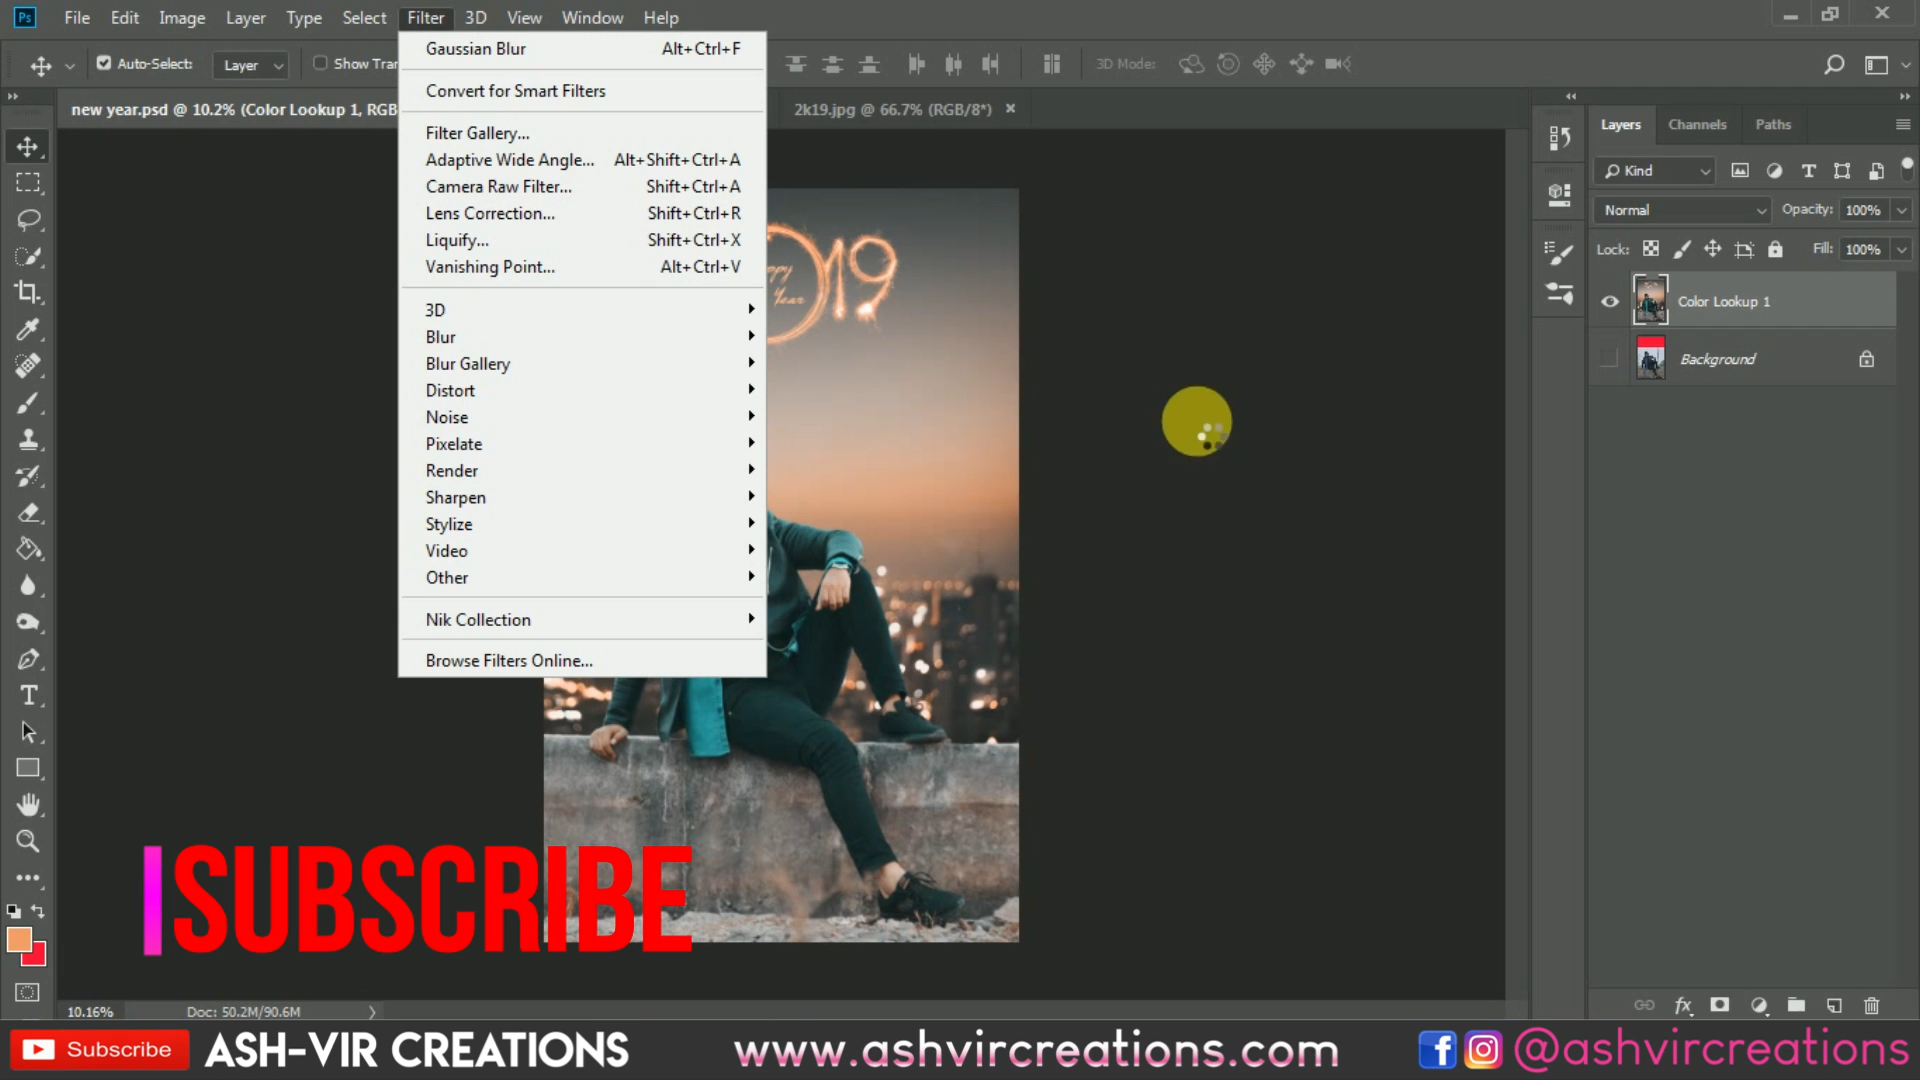 Ps File Edit Image Layer Type Select Filter 3D View Window Help
Auto-Select: Layer Show Tra 3D Mode:
new year.psd @ 10.2% (Color Lookup 1, RGB 2k19.jpg @ 66.7% (RGB/8*) ×
Gaussian Blur Alt+Ctrl+F
Convert for Smart Filters
Filter Gallery...
Adaptive Wide Angle... Alt+Shift+Ctrl+A
Camera Raw Filter... Shift+Ctrl+A
Lens Correction... Shift+Ctrl+R
Liquify... Shift+Ctrl+X
Vanishing Point... Alt+Ctrl+V
3D
Blur
Blur Gallery
Distort
Noise
Pixelate
Render
Sharpen
Stylize
Video
Other
Nik Collection
Browse Filters Online...
19
Year
Layers Channels Paths
Kind
Normal Opacity: 100%
Lock: Fill: 100%
Color Lookup 1
Background
SUBSCRIBE
10.16% Doc: 50.2M/90.6M
Subscribe ASH-VIR CREATIONS www.ashvircreations.com @ashvircreations